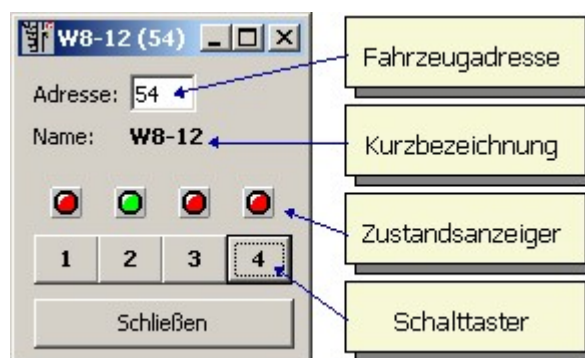 W8-12 (54)
Fahrzeugadresse
Adresse: 54
Name: W8-12
Kurzbezeichnung
Zustandsanzeiger
1 2 3 4
Schließen
Schalttaster